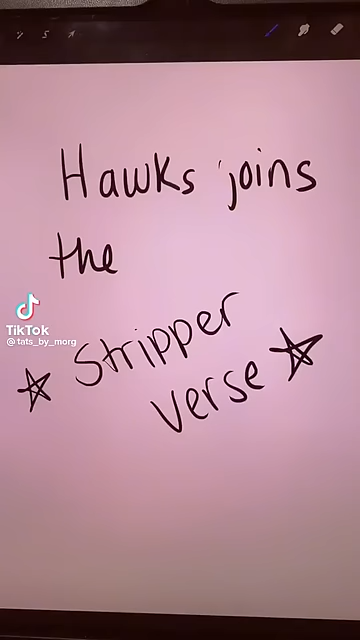 Hawks joins
the
Stripper
verse
TikTok
@tats_by_morg